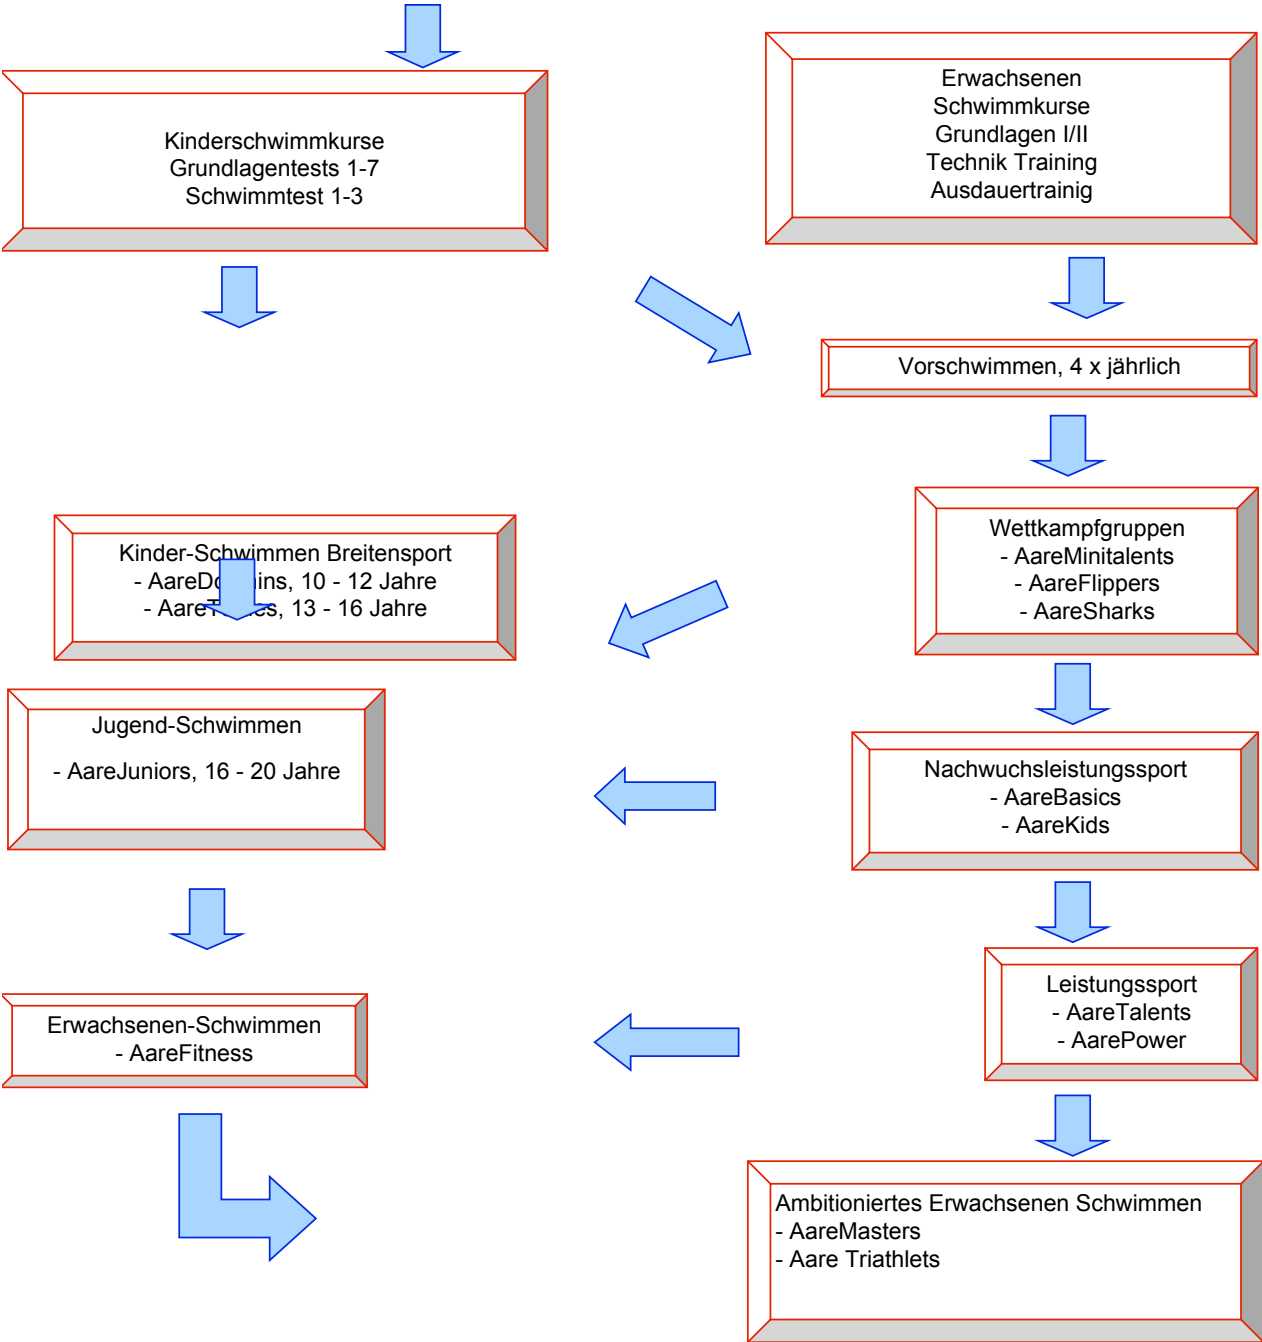 Kinderschwimmkurse
Grundlagentests 1-7
Schwimmtest 1-3
Erwachsenen
Schwimmkurse
Grundlagen I/II
Technik Training
Ausdauertrainig
Vorschwimmen, 4 x jährlich
Wettkampfgruppen
- AareMinitalents
- AareFlippers
- AareSharks
Kinder-Schwimmen Breitensport
- 10 - 12 Jahre
- 13 - 16 Jahre
Jugend-Schwimmen
- AareJuniors, 16 - 20 Jahre
Nachwuchsleistungssport
- AareBasics
- AareKids
Leistungssport
- AareTalents
- AarePower
Erwachsenen-Schwimmen
- AareFitness
Ambitioniertes Erwachsenen Schwimmen
- AareMasters
- Aare Triathlets